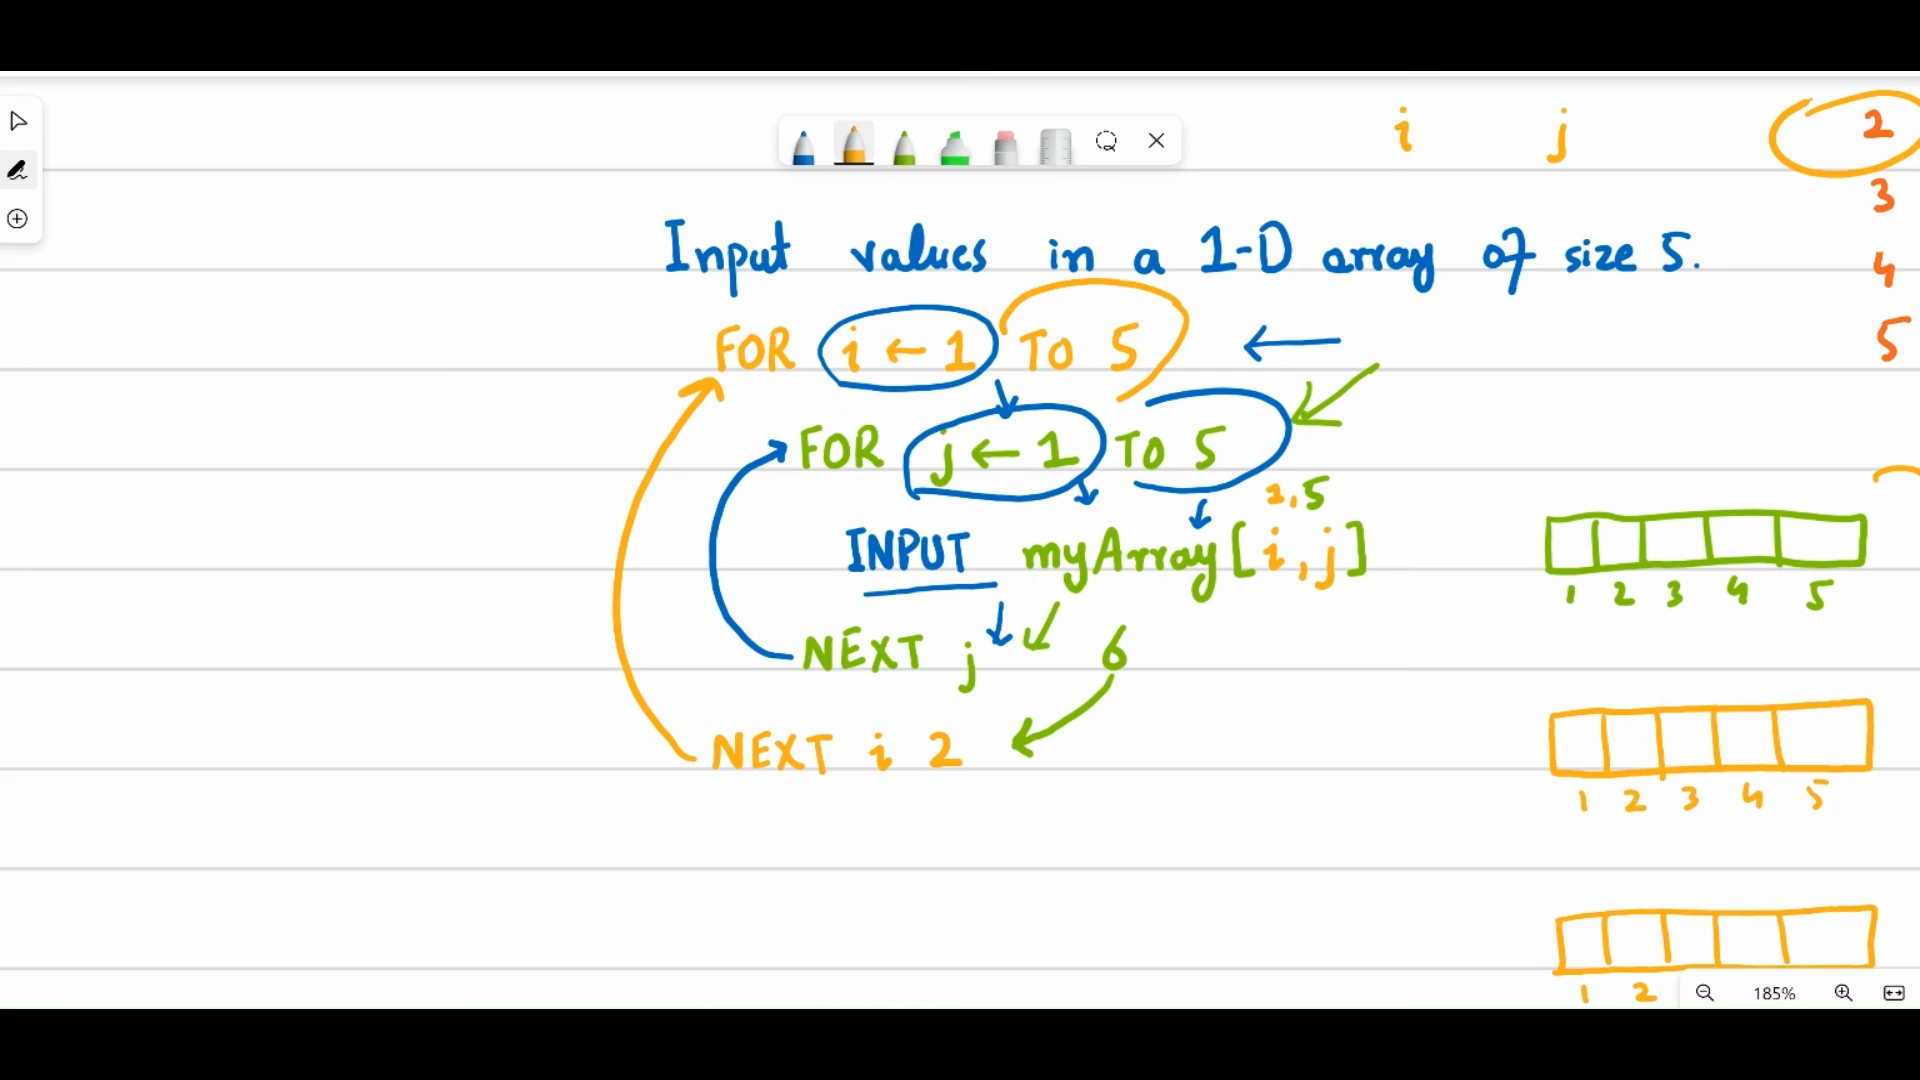 i j 2
3
Input values in a 1-D array of size 5.
4
FOR i ← 1 TO 5
5
FOR j ← 1 TO 5
1,5
INPUT myArray[i,j]
1 2 3 4 5
NEXT j 6
NEXT i 2
1 2 3 4 5
1 2
185%